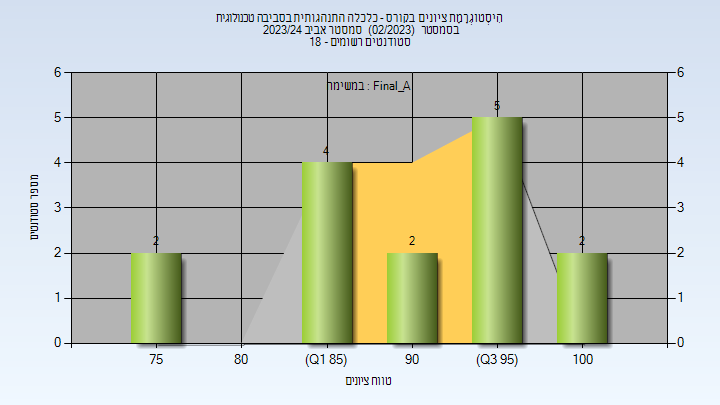 היסטוגרמת ציונים בקורס - כלכלה התנהגותית בסביבה טכנולוגית
בסמסטר (02/2023) סמסטר אביב 2023/24
סטודנטים רשומים - 18
במשימה : Final_A
מספר סטודנטים
6 6
5 5
4 4
3 3
2 2
1 1
0 0
2 4 2 5 2
75 80 (Q1 85) 90 (Q3 95) 100
טווח ציונים